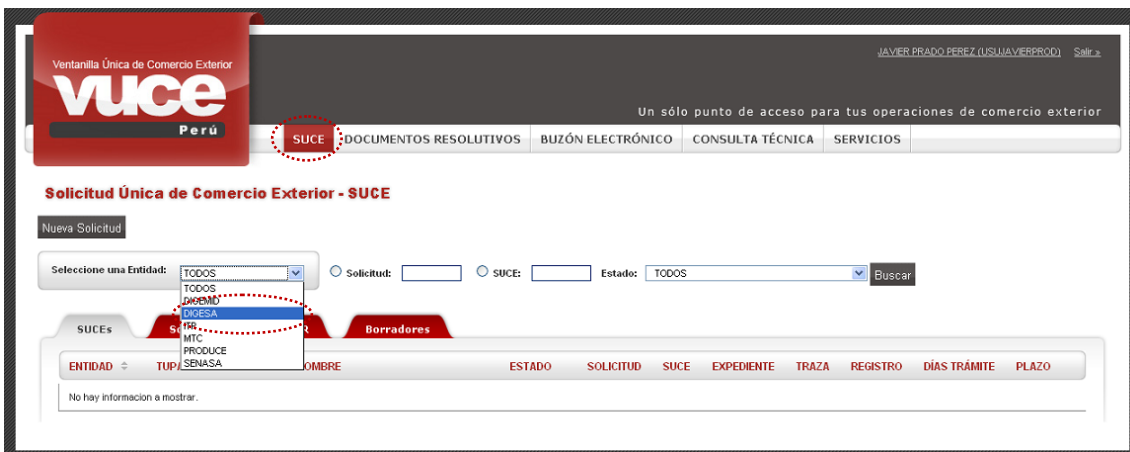 JAVIER PRADO PEREZ (USUJAVIERPROD) Salir »
Ventanilla Única de Comercio Exterior
vuce
Perú
Un sólo punto de acceso para tus operaciones de comercio exterior
SUCE DOCUMENTOS RESOLUTIVOS BUZÓN ELECTRÓNICO CONSULTA TÉCNICA SERVICIOS
Solicitud Única de Comercio Exterior - SUCE
Nueva Solicitud
Seleccione una Entidad: TODOS Solicitud: SUCE: Estado: TODOS Buscar
TODOS
DIGEMID
DIGESA
ITP
MTC
PRODUCE
SENASA
SUCEs Borradores
ENTIDAD ESTADO SOLICITUD SUCE EXPEDIENTE TRAZA REGISTRO DÍAS TRÁMITE PLAZO
No hay informacion a mostrar.